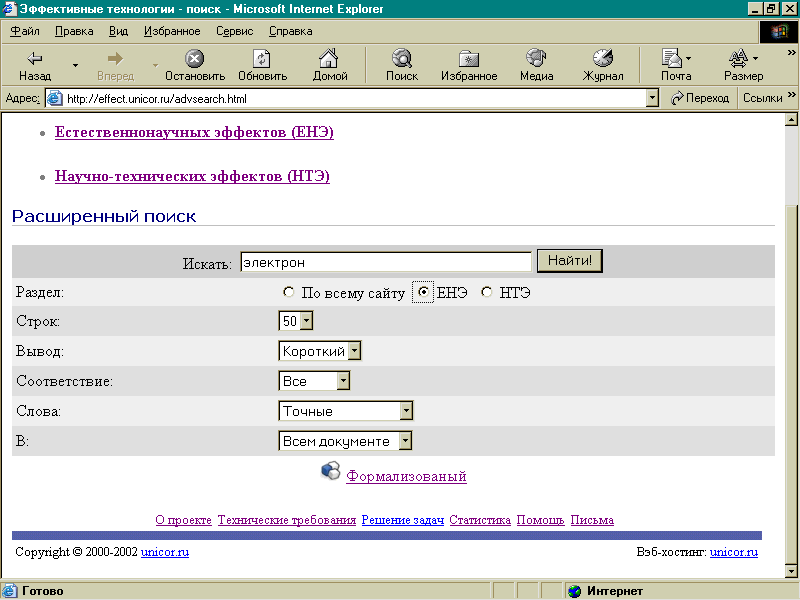 Эффективные технологии - поиск - Microsoft Internet Explorer
Файл Правка Вид Избранное Сервис Справка
Назад Вперед Остановить Обновить Домой Поиск Избранное Медиа Журнал Почта Размер »
Адрес: http://effect.unicor.ru/advsearch.html Переход Ссылки »
• Естественнонаучных эффектов (ЕНЭ)
• Научно-технических эффектов (НТЭ)
Расширенный поиск
Искать: электрон Найти!
Раздел: По всему сайту ЕНЭ НТЭ
Строк: 50
Вывод: Короткий
Соответствие: Все
Слова: Точные
В: Всем документе
Формализованый
О проекте Технические требования Решение задач Статистика Помощь Письма
Copyright © 2000-2002 unicor.ru Вэб-хостинг: unicor.ru
Готово Интернет